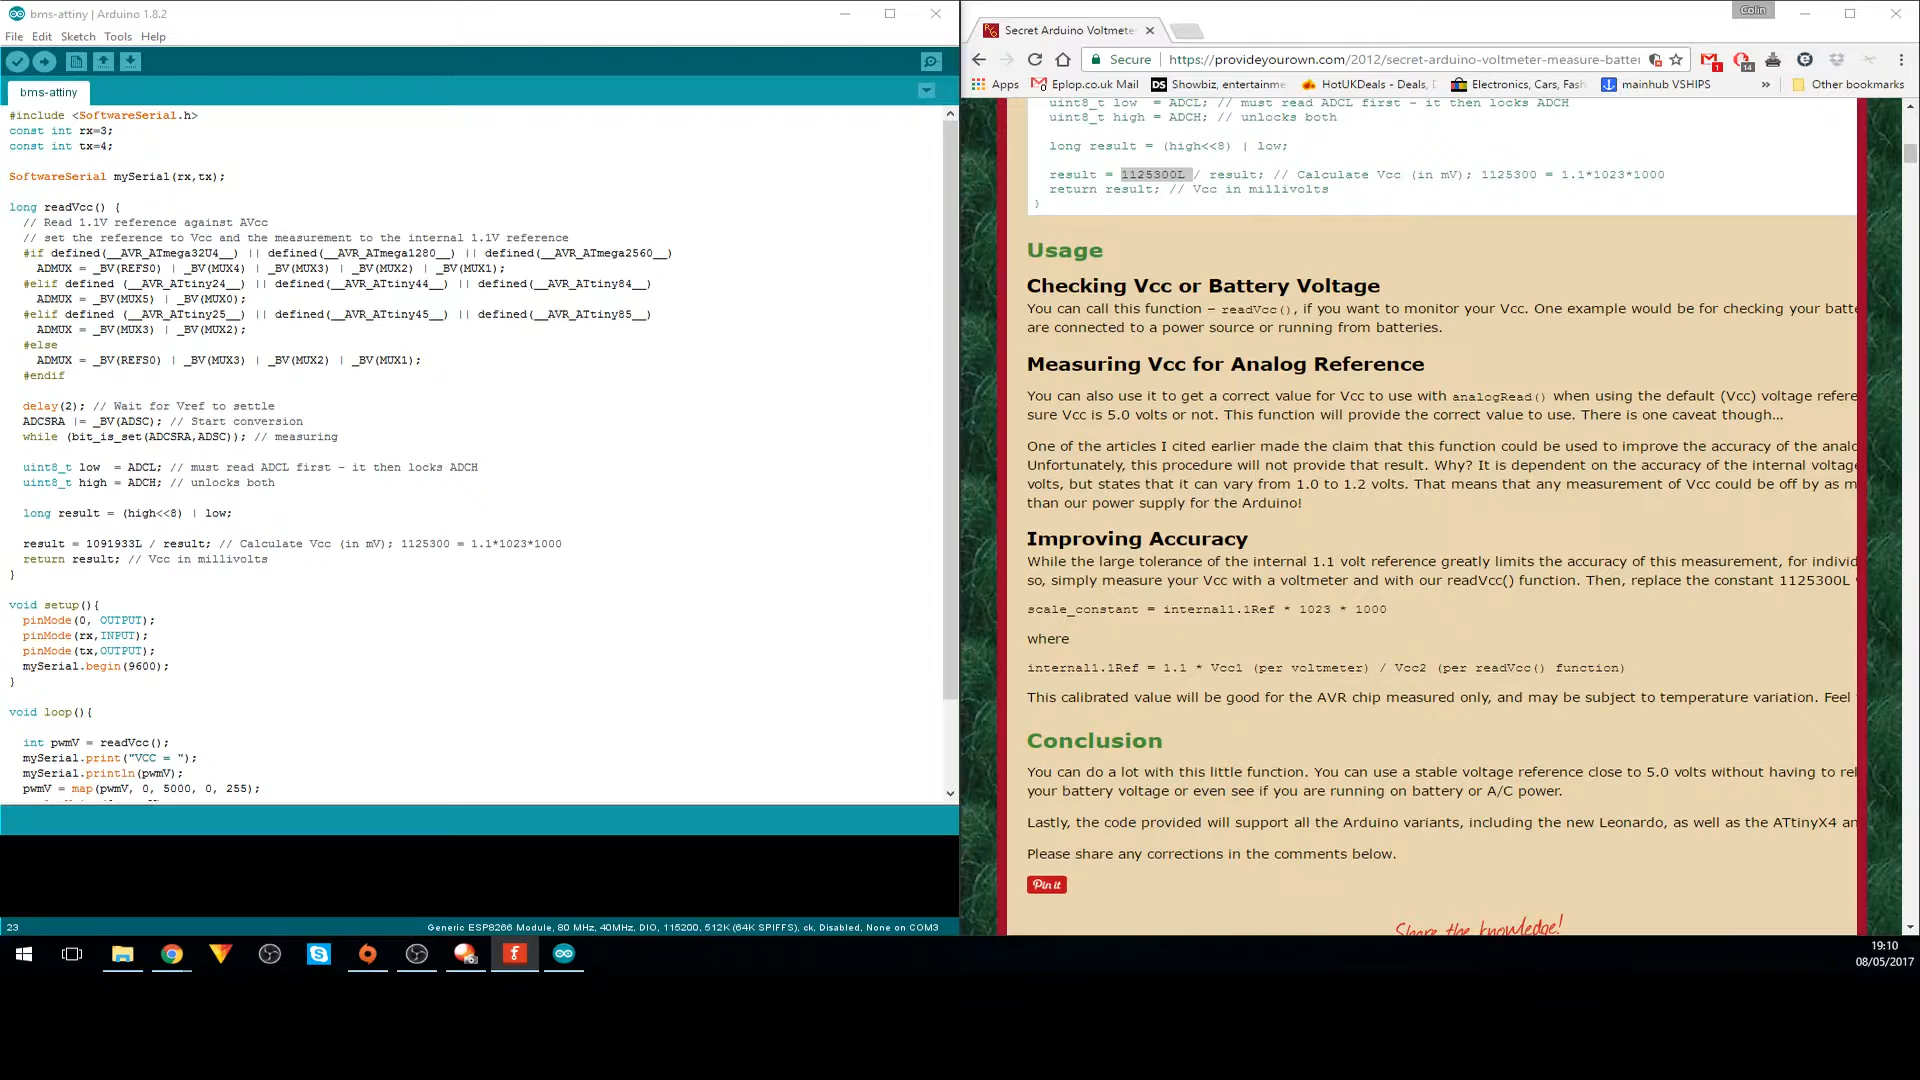 bms-attiny | Arduino 1.8.2
File Edit Sketch Tools Help
bms-attiny
#include <SoftwareSerial.h>
const int rx=3;
const int tx=4;
SoftwareSerial mySerial(rx,tx);
long readVcc() {
// Read 1.1V reference against AVcc
// set the reference to Vcc and the measurement to the internal 1.1V reference
#if defined(__AVR_ATmega32U4__) || defined(__AVR_ATmega1280__) || defined(__AVR_ATmega2560__)
ADMUX = _BV(REFS0) | _BV(MUX4) | _BV(MUX3) | _BV(MUX2) | _BV(MUX1);
#elif defined (__AVR_ATtiny24__) || defined(__AVR_ATtiny44__) || defined(__AVR_ATtiny84__)
ADMUX = _BV(MUX5) | _BV(MUX0);
#elif defined (__AVR_ATtiny25__) || defined(__AVR_ATtiny45__) || defined(__AVR_ATtiny85__)
ADMUX = _BV(MUX3) | _BV(MUX2);
#else
ADMUX = _BV(REFS0) | _BV(MUX3) | _BV(MUX2) | _BV(MUX1);
#endif
delay(2); // Wait for Vref to settle
ADCSRA |= _BV(ADSC); // Start conversion
while (bit_is_set(ADCSRA,ADSC)); // measuring
uint8_t low = ADCL; // must read ADCL first - it then locks ADCH
uint8_t high = ADCH; // unlocks both
long result = (high<<8) | low;
result = 1091933L / result; // Calculate Vcc (in mV); 1125300 = 1.1*1023*1000
return result; // Vcc in millivolts
}
void setup(){
pinMode(0, OUTPUT);
pinMode(rx,INPUT);
pinMode(tx,OUTPUT);
mySerial.begin(9600);
}
void loop(){
int pwmV = readVcc();
mySerial.print("VCC = ");
mySerial.println(pwmV);
pwmV = map(pwmV, 0, 5000, 0, 255);
23
Generic ESP8266 Module, 80 MHz, 40MHz, DIO, 115200, 512K (64K SPIFFS), ck, Disabled, None on COM3
Colin
Secret Arduino Voltmete
Secure https://provideyourown.com/2012/secret-arduino-voltmeter-measure-batte
Apps Eplop.co.uk Mail Showbiz, entertainme HotUKDeals - Deals, Electronics, Cars, Fash mainhub VSHIPS » Other bookmarks
uint8_t low = ADCL; // must read ADCL first - it then locks ADCH
uint8_t high = ADCH; // unlocks both
long result = (high<<8) | low;
result = 1125300L / result; // Calculate Vcc (in mV); 1125300 = 1.1*1023*1000
return result; // Vcc in millivolts
}
Usage
Checking Vcc or Battery Voltage
You can call this function – readVcc(), if you want to monitor your Vcc. One example would be for checking your batte
are connected to a power source or running from batteries.
Measuring Vcc for Analog Reference
You can also use it to get a correct value for Vcc to use with analogRead() when using the default (Vcc) voltage refere
sure Vcc is 5.0 volts or not. This function will provide the correct value to use. There is one caveat though…
One of the articles I cited earlier made the claim that this function could be used to improve the accuracy of the analo
Unfortunately, this procedure will not provide that result. Why? It is dependent on the accuracy of the internal voltage
volts, but states that it can vary from 1.0 to 1.2 volts. That means that any measurement of Vcc could be off by as m
than our power supply for the Arduino!
Improving Accuracy
While the large tolerance of the internal 1.1 volt reference greatly limits the accuracy of this measurement, for individ
so, simply measure your Vcc with a voltmeter and with our readVcc() function. Then, replace the constant 1125300L
scale_constant = internal1.1Ref * 1023 * 1000
where
internal1.1Ref = 1.1 * Vcc1 (per voltmeter) / Vcc2 (per readVcc() function)
This calibrated value will be good for the AVR chip measured only, and may be subject to temperature variation. Feel
Conclusion
You can do a lot with this little function. You can use a stable voltage reference close to 5.0 volts without having to rel
your battery voltage or even see if you are running on battery or A/C power.
Lastly, the code provided will support all the Arduino variants, including the new Leonardo, as well as the ATtinyX4 an
Please share any corrections in the comments below.
Pin it
Share the knowledge!
19:10
08/05/2017